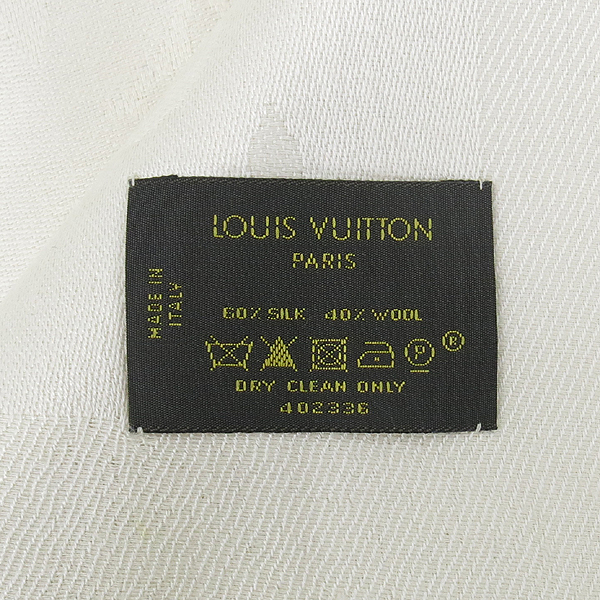 LOUIS VUITTON
PARIS
MADE IN
ITALY
60% SILK 40% WOOL
P ®
DRY CLEAN ONLY
402336